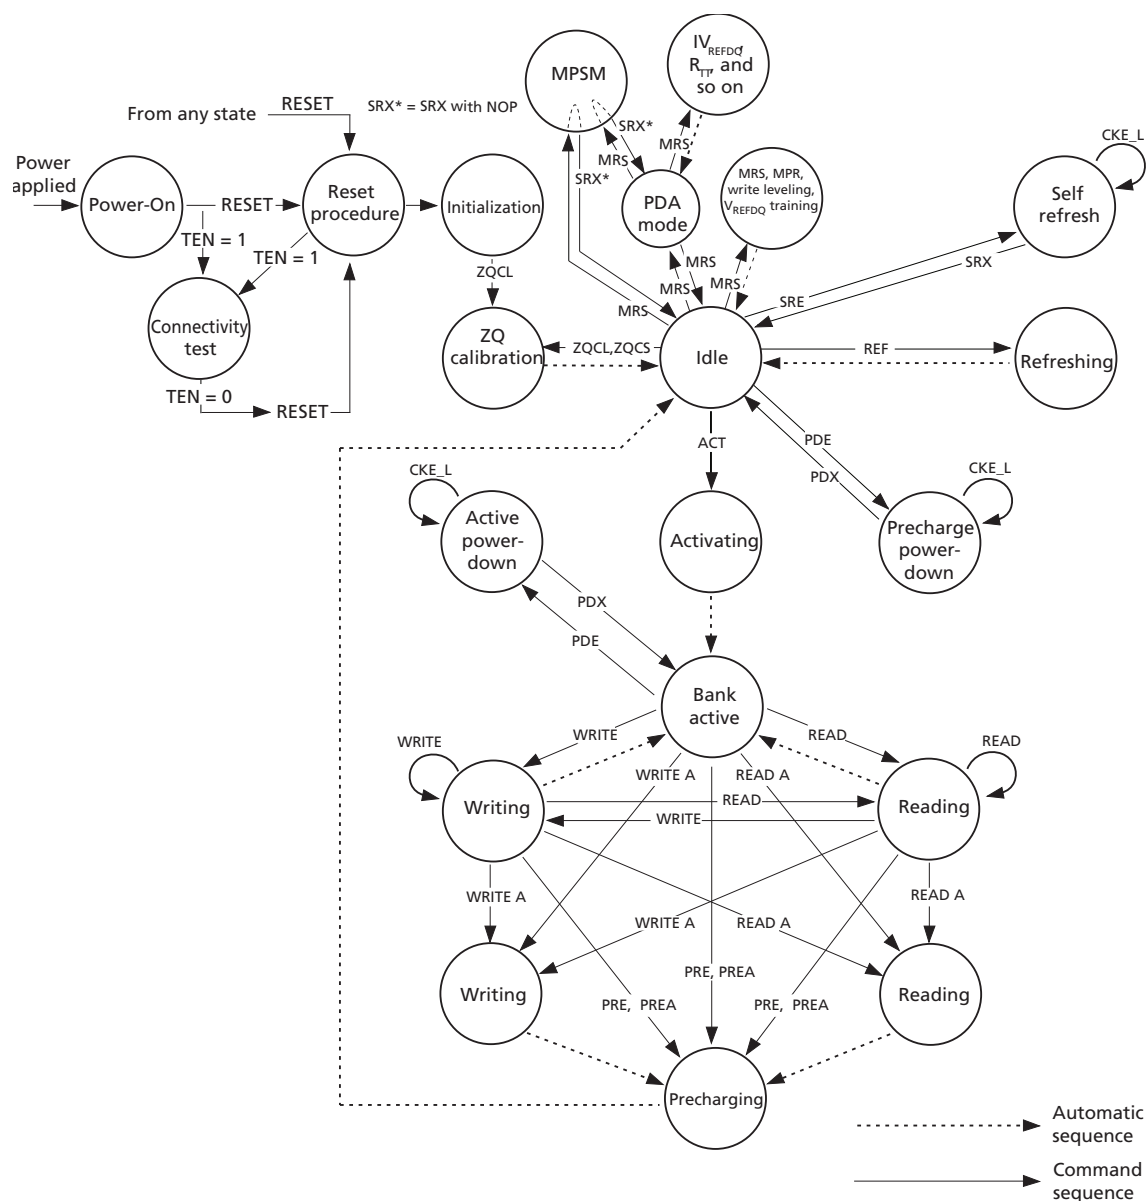 IV REFDQ,
R TT, and
so on
MPSM
RESET
From any state
SRX* = SRX with NOP
SRX*
MRS
MRS
CKE_L
Power
applied
Power-On
RESET
Reset
procedure
Initialization
SRX*
PDA
mode
MRS, MPR,
write leveling,
V REFDQ training
Self
refresh
TEN = 1
TEN = 1
ZQCL
MRS
MRS
MRS
SRX
SRE
MRS
Connectivity
test
ZQ
calibration
ZQCL,ZQCS
Idle
REF
Refreshing
TEN = 0
RESET
ACT
PDE
PDX
CKE_L
CKE_L
Active
power-
down
Activating
Precharge
power-
down
PDX
PDE
Bank
active
WRITE
WRITE
READ
READ
WRITE A
READ A
Writing
READ
Reading
WRITE
WRITE A
READ A
WRITE A
READ A
PRE, PREA
Writing
Reading
PRE, PREA
PRE, PREA
Precharging
Automatic
sequence
Command
sequence